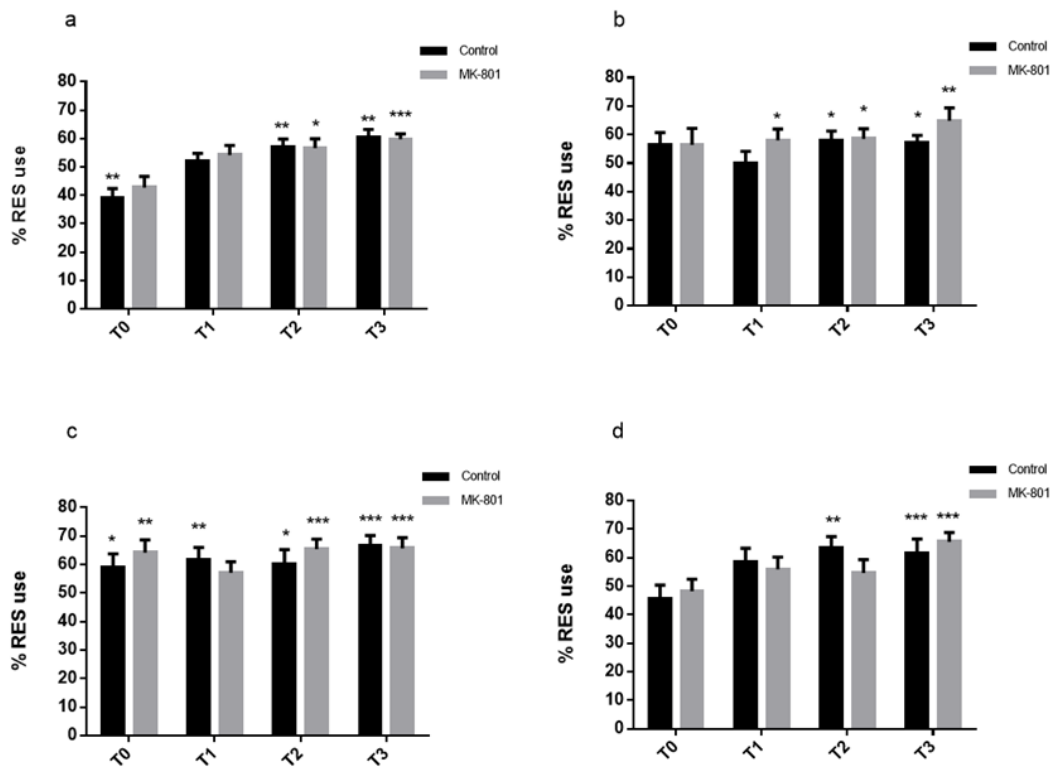 a
Control
MK-801
% RES use
80
70
60
50
40
30
20
10
0
**
** *
** ***
T0 T1 T2 T3
b
Control
MK-801
% RES use
80
70
60
50
40
30
20
10
0
*
* *
* **
T0 T1 T2 T3
c
Control
MK-801
% RES use
80
70
60
50
40
30
20
10
0
* **
**
* ***
*** ***
T0 T1 T2 T3
d
Control
MK-801
% RES use
80
70
60
50
40
30
20
10
0
**
*** ***
T0 T1 T2 T3